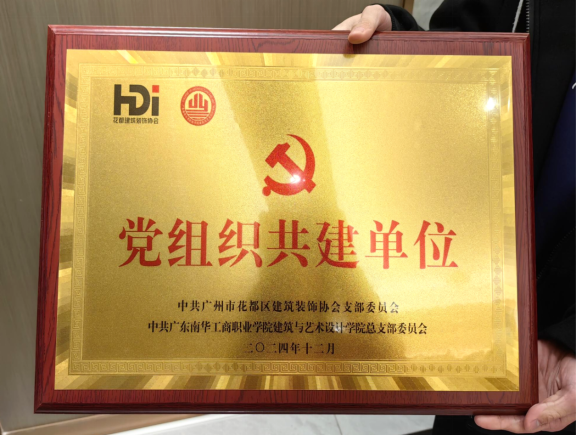 HDi
花都建筑装饰协会
党组织共建单位
中共广州市花都区建筑装饰协会支部委员会
中共广东南华工商职业学院建筑与艺术设计学院总支部委员会
二〇二四年十二月